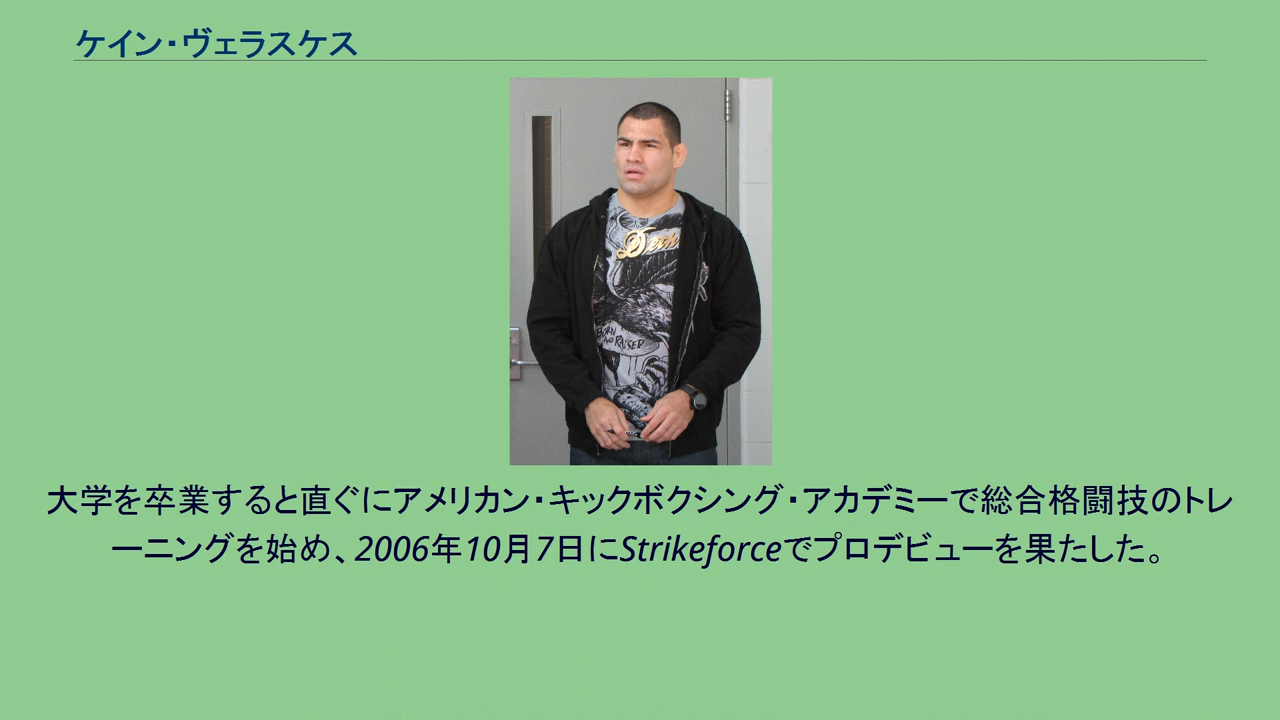 ケイン・ヴェラスケス
BORN
AND RAISED
大学を卒業すると直ぐにアメリカン・キックボクシング・アカデミーで総合格闘技のトレ
ーニングを始め、2006年10月7日にStrikeforceでプロデビューを果たした。